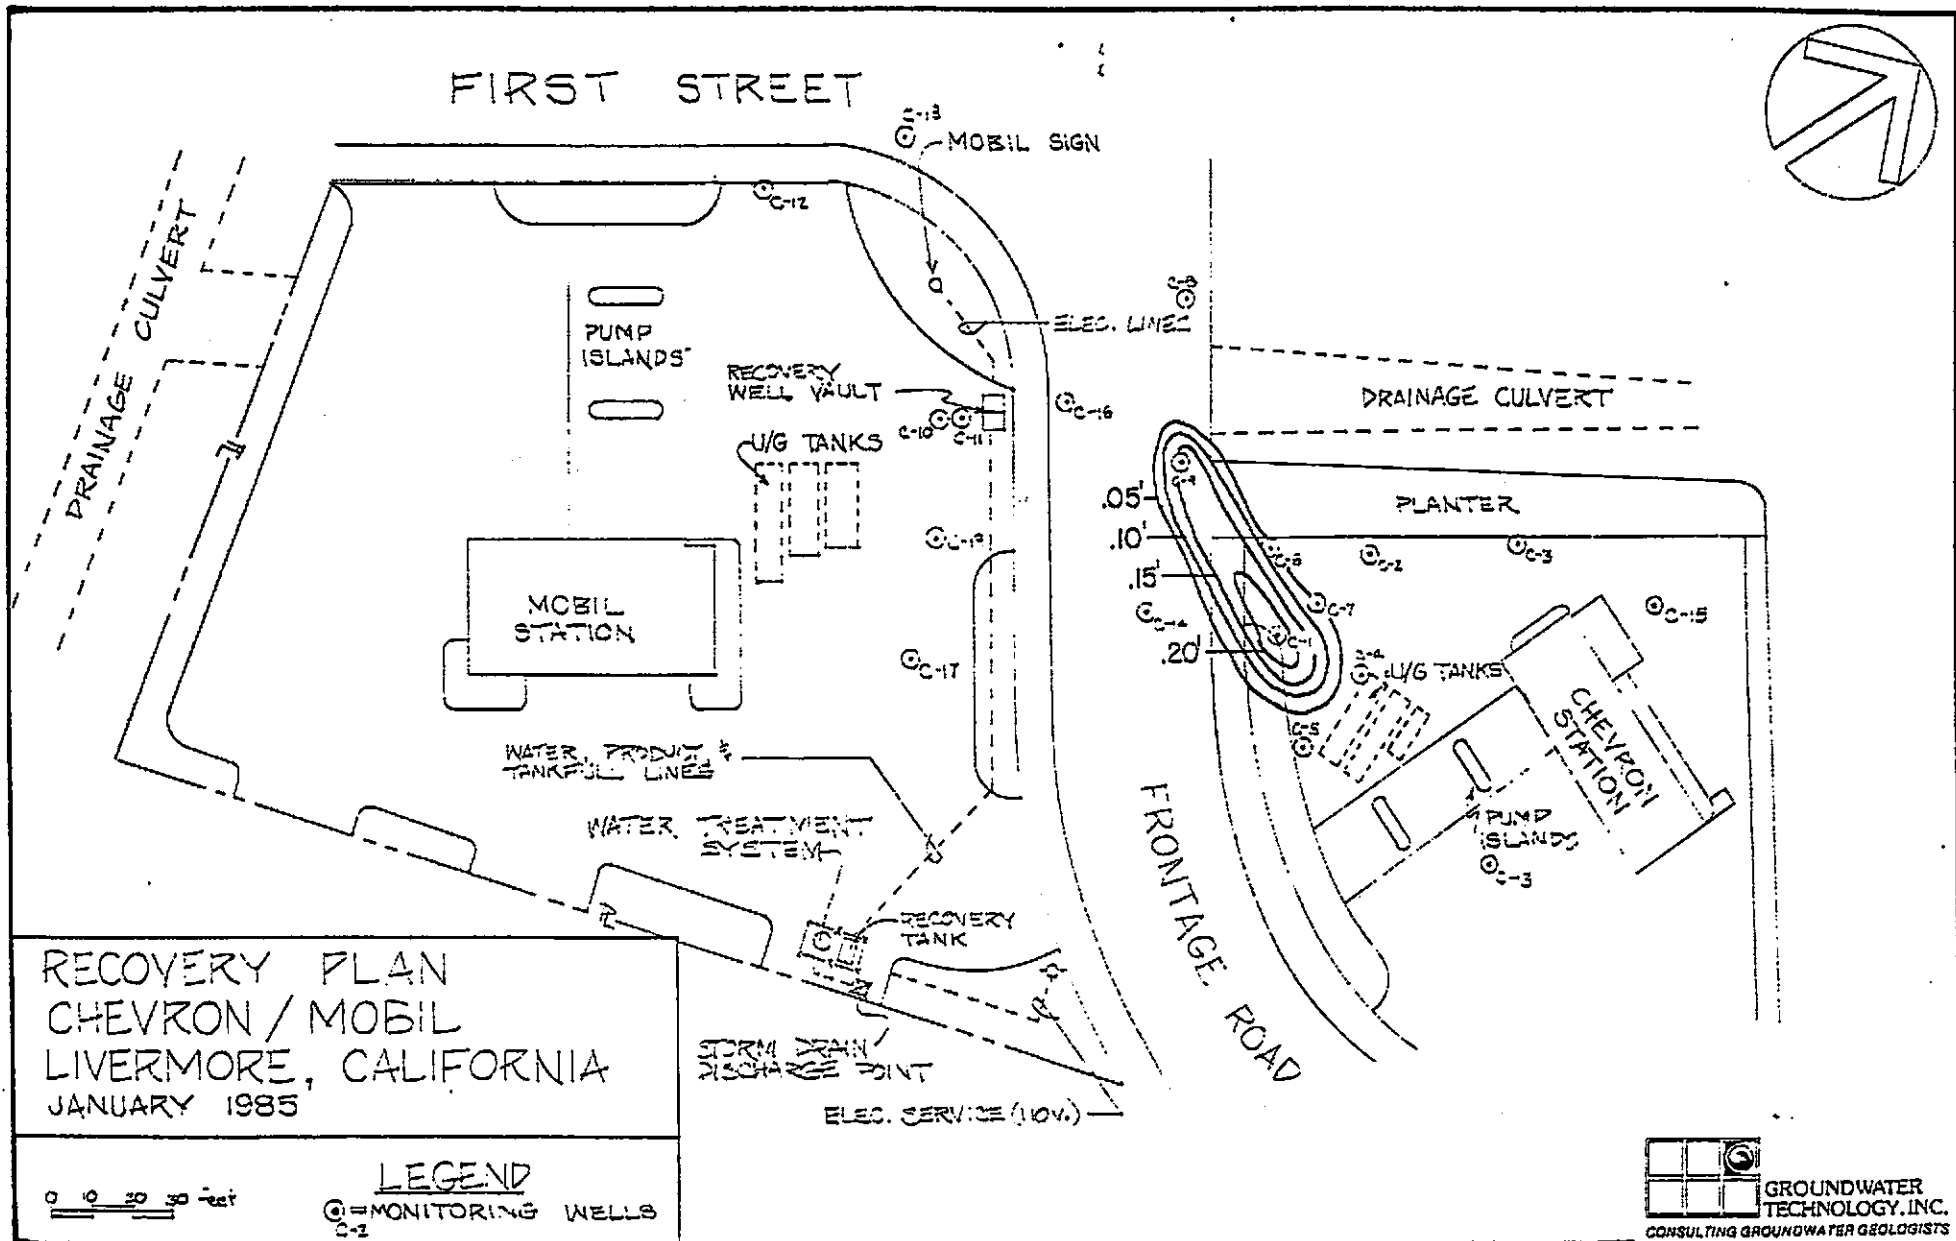 FIRST STREET
C-13
MOBIL SIGN
C-12
DRAINAGE CULVERT
PUMP
ISLANDS
ELEC. LINES
RECOVERY
WELL VAULT
C-16
C-10
C-11
DRAINAGE CULVERT
U/G TANKS
PLANTER
.05'
.10'
.15'
.20'
C-6
C-2
C-3
C-7
C-15
C-14
C-1
MOBIL
STATION
C-17
C-4
U/G TANKS
C-5
CHEVRON
STATION
WATER, PRODUCT, &
TANKFULL LINES
WATER TREATMENT
SYSTEM
PUMP
ISLANDS
C-3
FRONTAGE ROAD
RECOVERY
TANK
STORM DRAIN
DISCHARGE POINT
ELEC. SERVICE (110V.)
RECOVERY PLAN
CHEVRON / MOBIL
LIVERMORE, CALIFORNIA
JANUARY 1985
0 10 20 30 feet
LEGEND
= MONITORING WELLS
C-2
GROUNDWATER
TECHNOLOGY, INC.
CONSULTING GROUNDWATER GEOLOGISTS